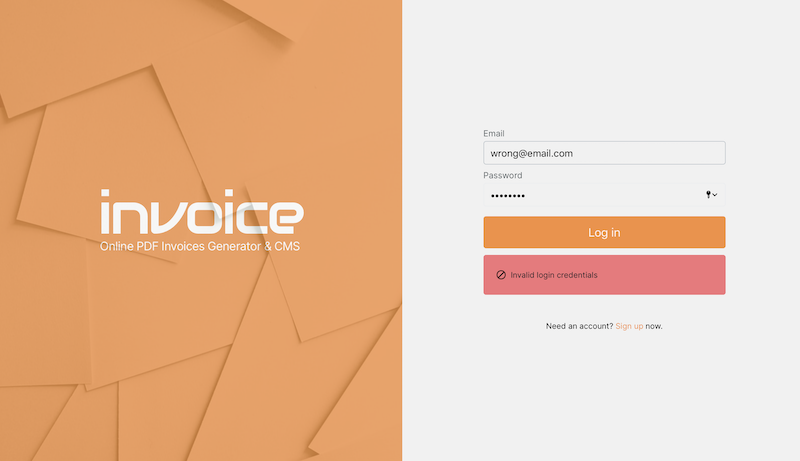 invoice
Online PDF Invoices Generator & CMS
Email
wrong@email.com
Password
••••••••
Log in
Invalid login credentials
Need an account? Sign up now.